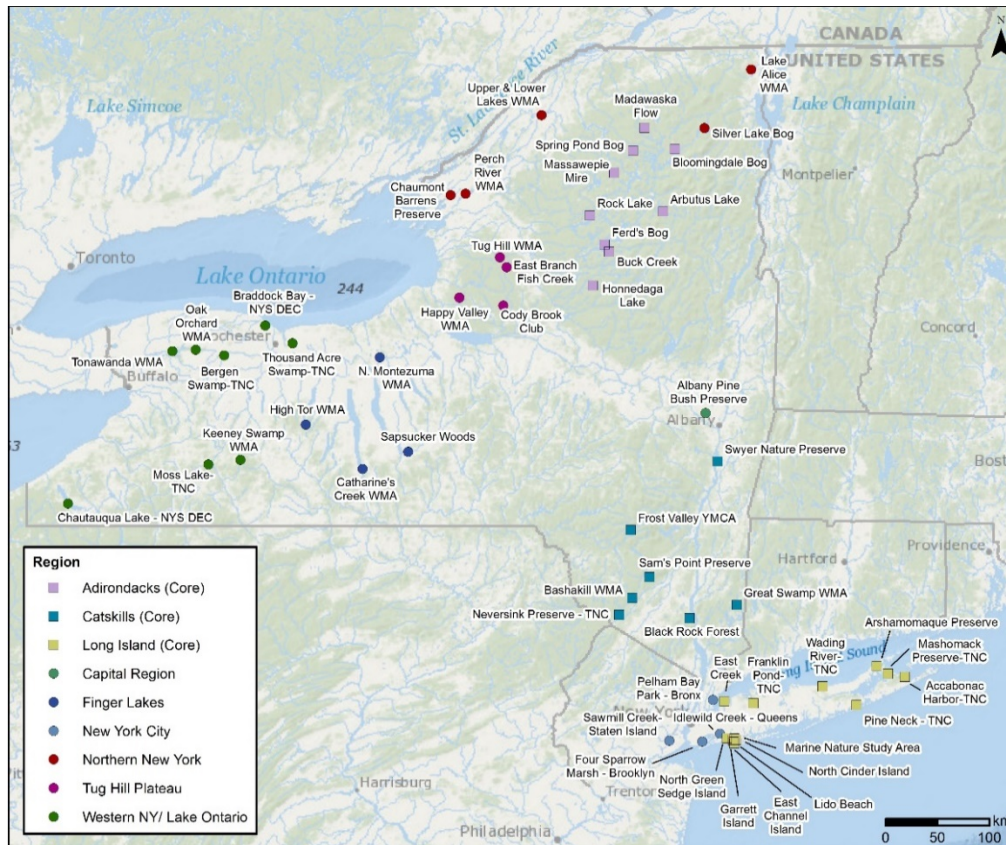 CANADA
UNITED STATES
N
Lake Simcoe
St. Lawrence River
Upper & Lower
Lakes WMA
Madawaska
Flow
Lake
Alice
WMA
Lake Champlain
Silver Lake Bog
Spring Pond Bog
Bloomingdale Bog
Massawepie
Mire
Montpelier
Perch
River
WMA
Chaumont
Barrens
Preserve
Rock Lake
Arbutus Lake
Ferd's Bog
Buck Creek
Tug Hill WMA
East Branch
Fish Creek
Honnedaga
Lake
Toronto
Lake Ontario
244
Happy Valley
WMA
Cody Brook
Club
Braddock Bay -
NYS DEC
Oak
Orchard
WMA
ochester
Concord
Tonawanda WMA
Buffalo
Bergen
Swamp-TNC
Thousand Acre
Swamp-TNC
N. Montezuma
WMA
Albany Pine
Bush Preserve
Albany
High Tor WMA
Keeney Swamp
WMA
Sapsucker Woods
Swyer Nature Preserve
53
Bos
Moss Lake-
TNC
Catharine's
Creek WMA
Chautauqua Lake - NYS DEC
Frost Valley YMCA
Hartford
Providence
Sam's Point Preserve
Bashakill WMA
Great Swamp WMA
Neversink Preserve - TNC
Black Rock Forest
Arshamomaque Preserve
Mashomack
Preserve-TNC
Wading
River-
TNC
Sound
East
Creek
Franklin
Pond-
TNC
Accabonac
Harbor-TNC
Pelham Bay
Park - Bronx
New York
Pine Neck - TNC
Sawmill Creek-
Staten Island
Idlewild Creek - Queens
Marine Nature Study Area
Four Sparrow
Marsh - Brooklyn
North Cinder Island
North Green
Sedge Island
Lido Beach
Garrett
Island
East
Channel
Island
Harrisburg
Trenton
Philadelphia
Region
Adirondacks (Core)
Catskills (Core)
Long Island (Core)
Capital Region
Finger Lakes
New York City
Northern New York
Tug Hill Plateau
Western NY/ Lake Ontario
km
0 50 100